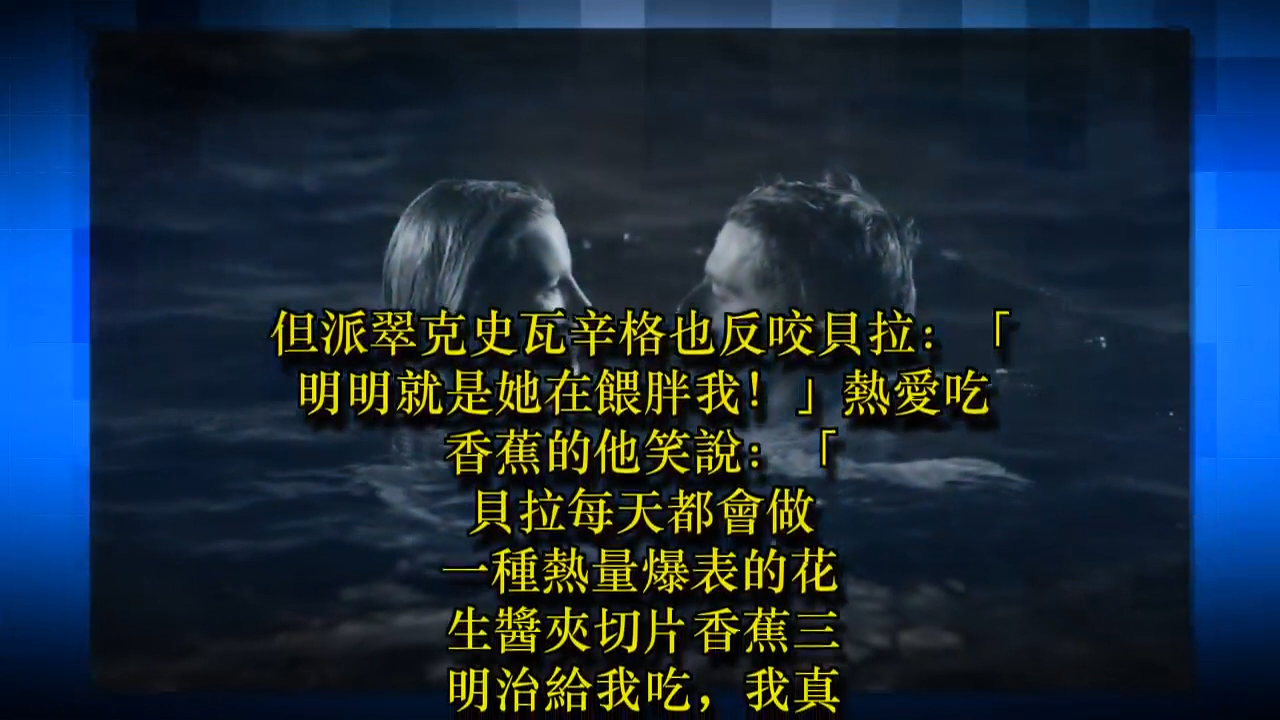 但派翠克史瓦辛格也反咬貝拉：「
明明就是她在餵胖我！」熱愛吃
香蕉的他笑說：「
貝拉每天都會做
一種熱量爆表的花
生醬夾切片香蕉三
明治給我吃，我真